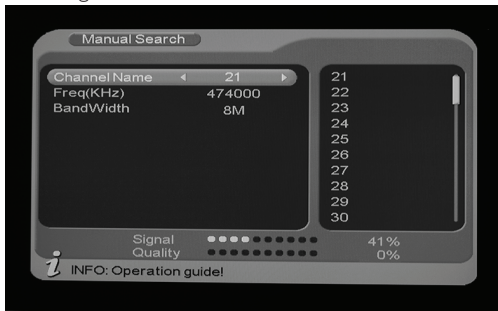 Manual Search
Channel Name 21
Freq(KHz) 474000
BandWidth 8M
21
22
23
24
25
26
27
28
29
30
Signal 41%
Quality 0%
i INFO: Operation guide!